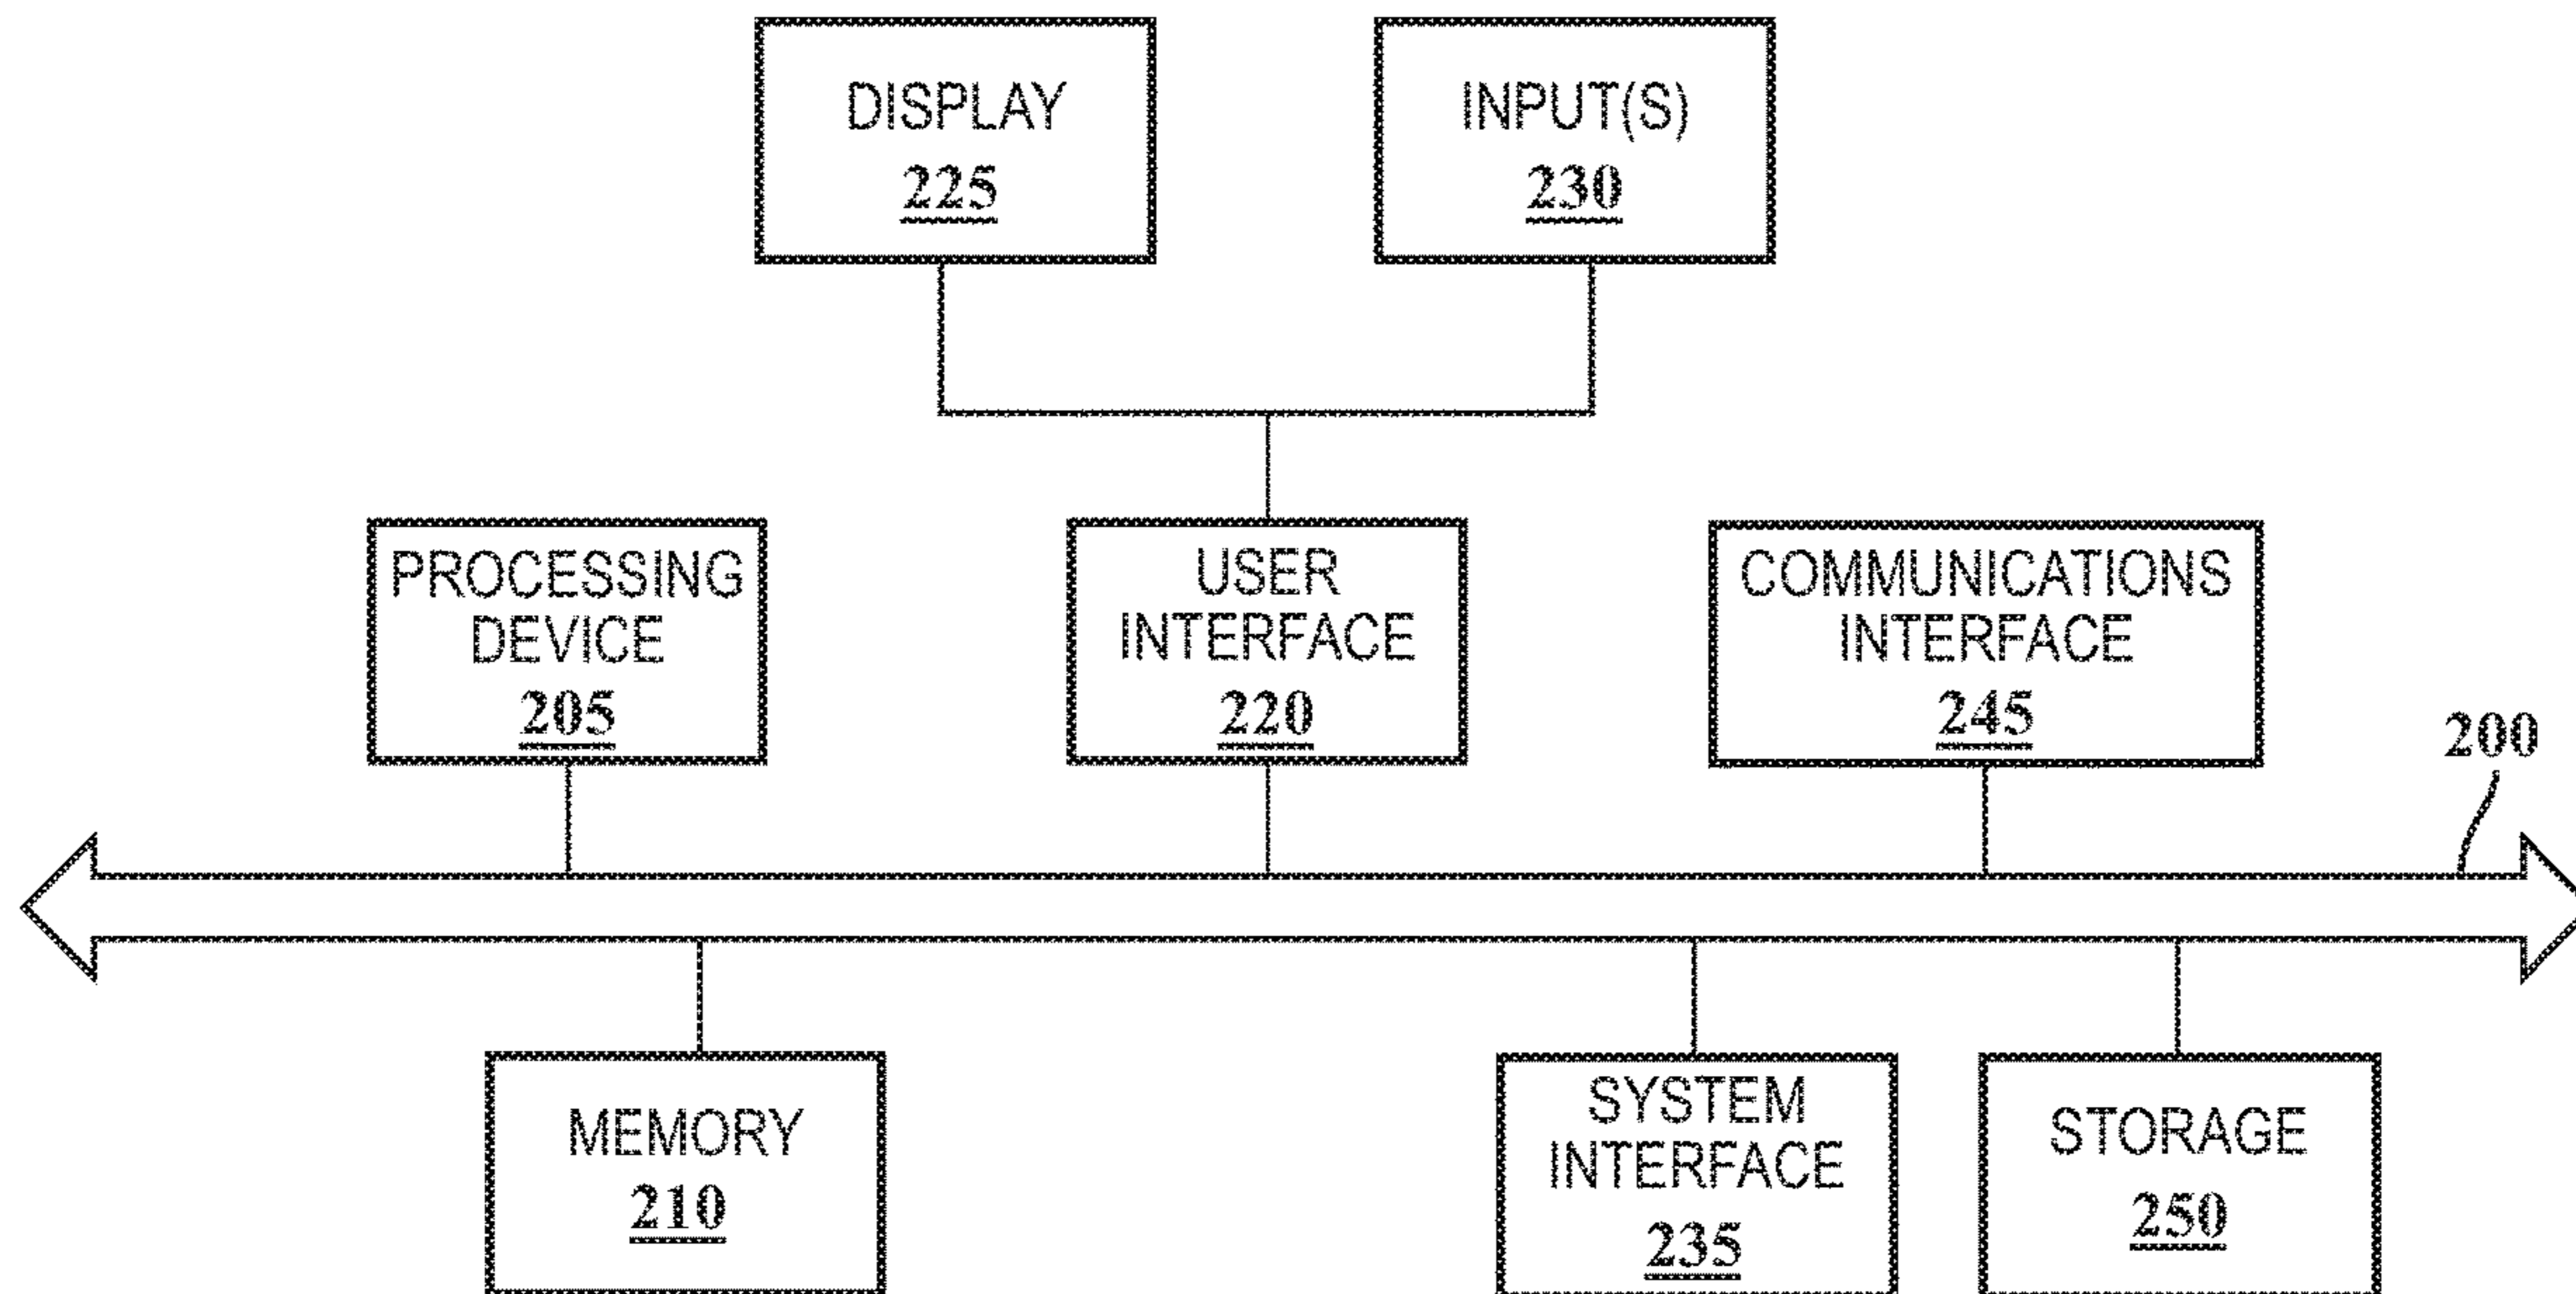 DISPLAY
225
INPUT(S)
230
PROCESSING
DEVICE
205
USER
INTERFACE
220
COMMUNICATIONS
INTERFACE
245
200
MEMORY
210
SYSTEM
INTERFACE
235
STORAGE
250